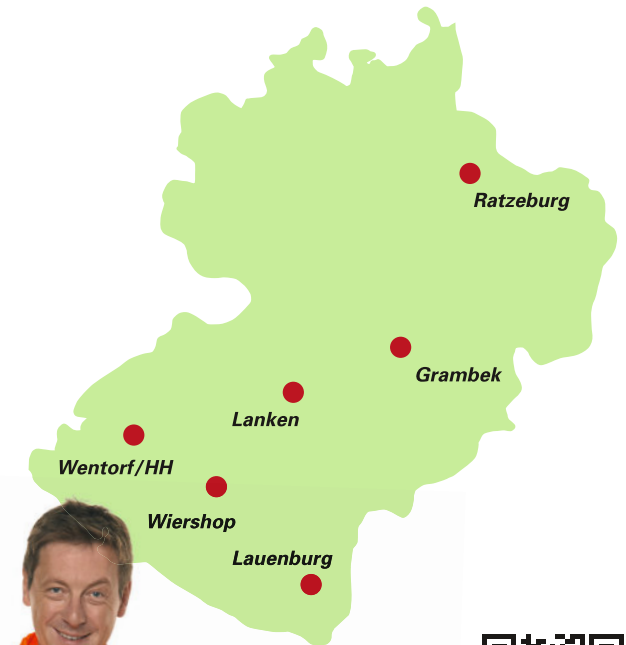 Ratzeburg
Grambek
Lanken
Wentorf/HH
Wiershop
Lauenburg